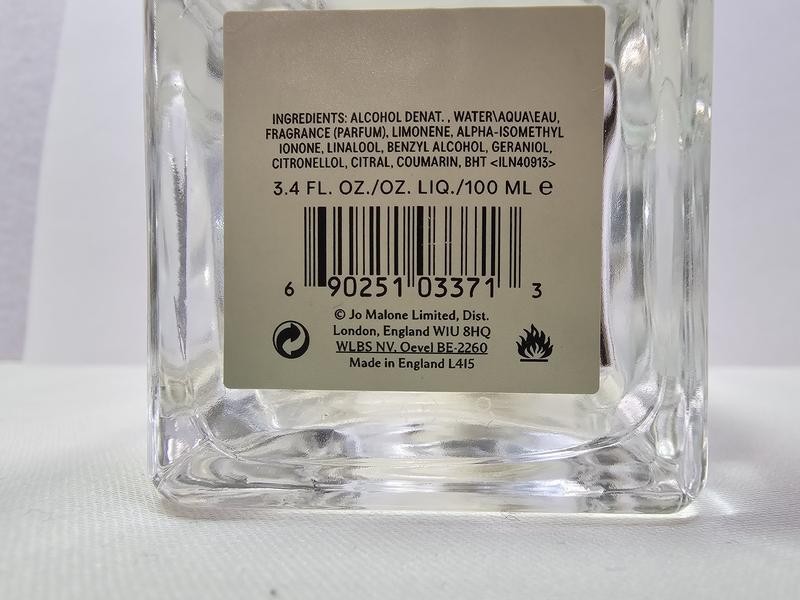 INGREDIENTS: ALCOHOL DENAT. , WATER\AQUA\EAU,
FRAGRANCE (PARFUM), LIMONENE, ALPHA-ISOMETHYL
IONONE, LINALOOL, BENZYL ALCOHOL, GERANIOL,
CITRONELLOL, CITRAL, COUMARIN, BHT <ILN40913>
3.4 FL. OZ./OZ. LIQ./100 ML e
6 90251 03371 3
© Jo Malone Limited, Dist.
London, England W1U 8HQ
WLBS NV, Oevel BE-2260
Made in England L415